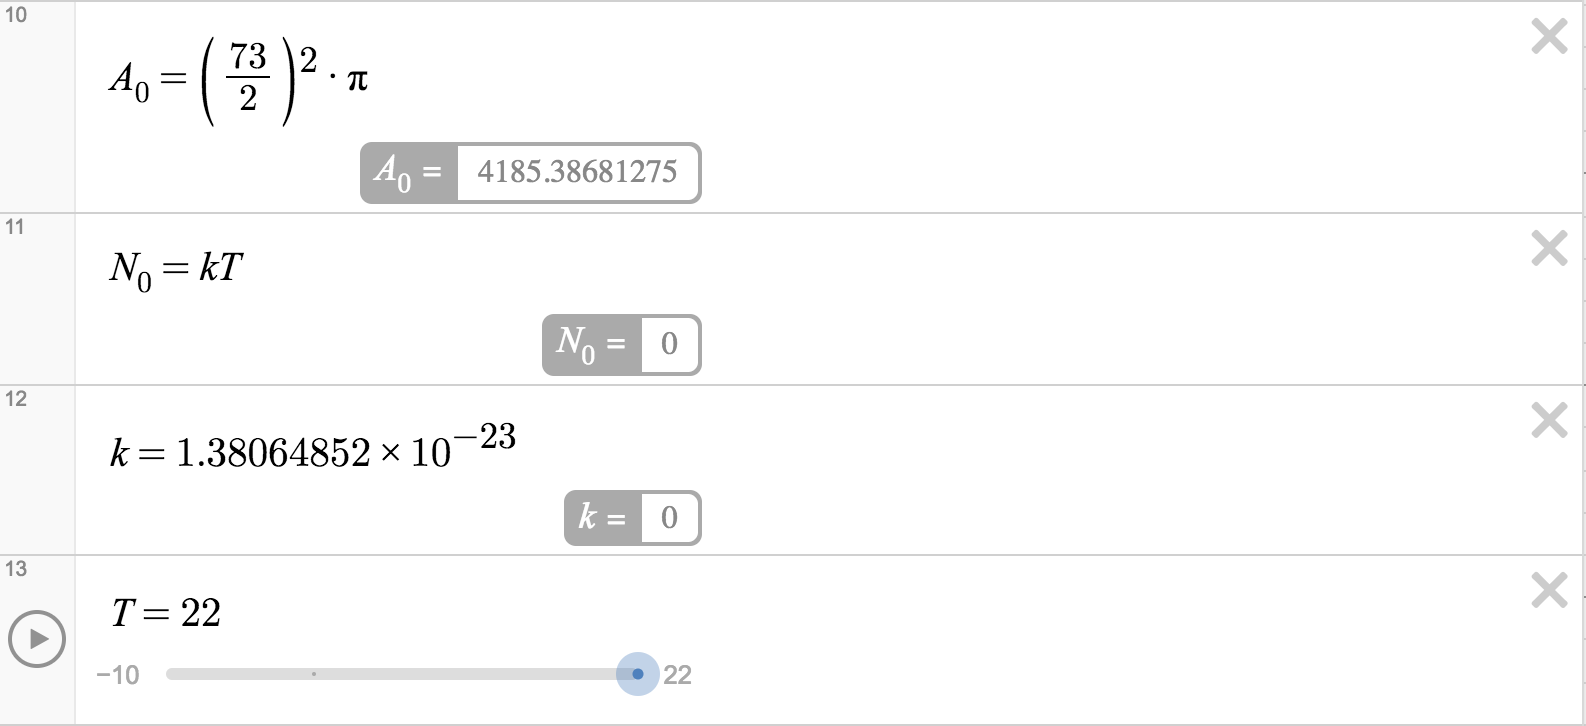 10
A₀ = (73/2)² · π
A₀ = 4185.38681275
11
N₀ = kT
N₀ = 0
12
k = 1.38064852 × 10⁻²³
k = 0
13
T = 22
−10 22